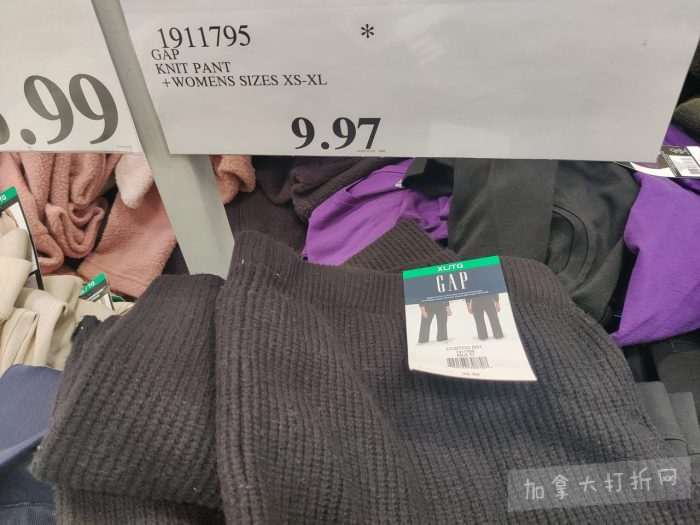 1911795 *
GAP
KNIT PANT
+WOMENS SIZES XS-XL
9.97
.99
XL/TG
GAP
加拿大打折网